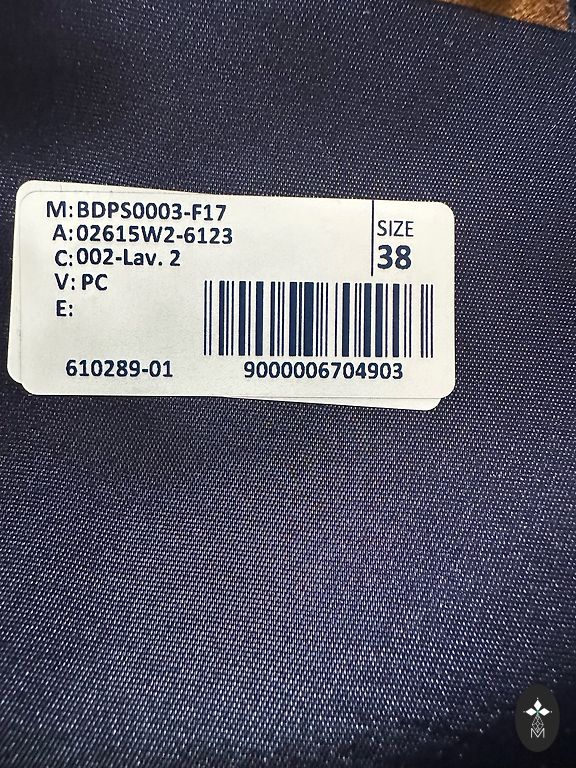 M: BDPS0003-F17
A: 02615W2-6123
C: 002-Lav. 2
V: PC
E:
SIZE
38
610289-01
9000006704903
M